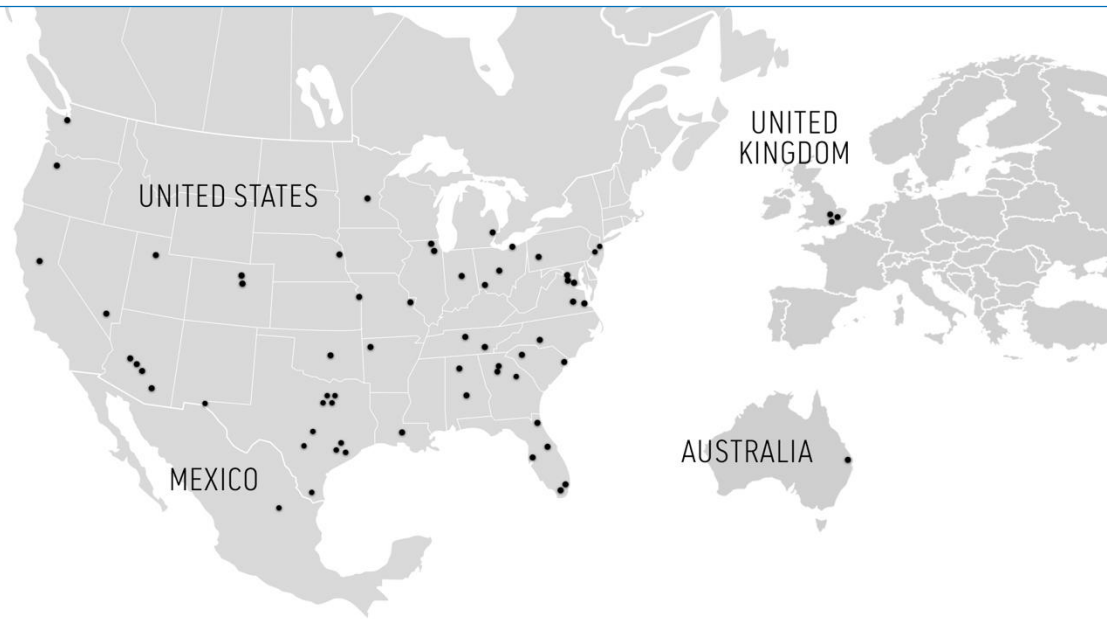 UNITED
KINGDOM
UNITED STATES
AUSTRALIA
MEXICO